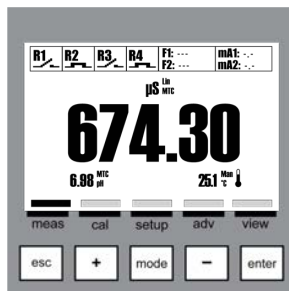 R1 R2 R3 R4 F1: --- mA1: -.-
F2: --- mA2: -.-
µS Lin MTC
674.30
6.98 MTC pH 25.1 Man °C
meas cal setup adv view
esc + mode - enter